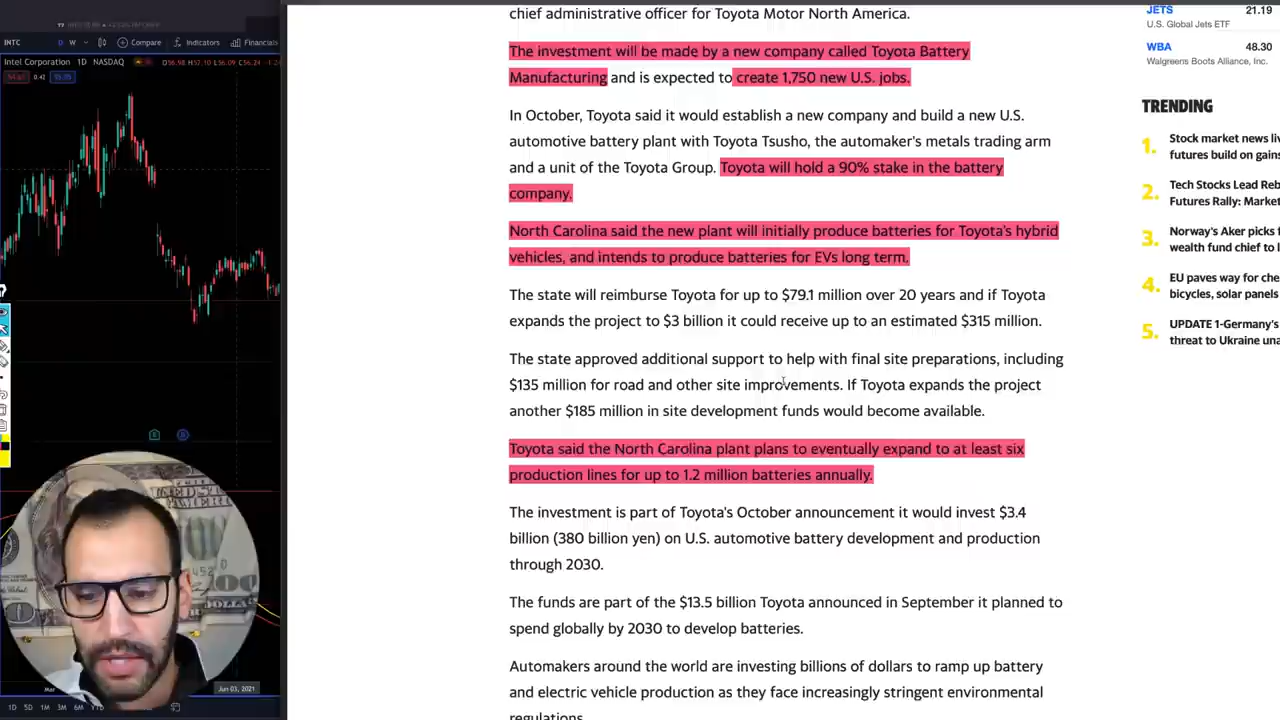 INTC
D
W
Compare
Indicators
Financials
Intel Corporation 1D NASDAQ
0.42
Mar
Jun 03, 2021
1D 5D 1M 3M 6M YTD
chief administrative officer for Toyota Motor North America.
The investment will be made by a new company called Toyota Battery
Manufacturing and is expected to create 1,750 new U.S. jobs.
In October, Toyota said it would establish a new company and build a new U.S.
automotive battery plant with Toyota Tsusho, the automaker's metals trading arm
and a unit of the Toyota Group. Toyota will hold a 90% stake in the battery
company.
North Carolina said the new plant will initially produce batteries for Toyota's hybrid
vehicles, and intends to produce batteries for EVs long term.
The state will reimburse Toyota for up to $79.1 million over 20 years and if Toyota
expands the project to $3 billion it could receive up to an estimated $315 million.
The state approved additional support to help with final site preparations, including
$135 million for road and other site improvements. If Toyota expands the project
another $185 million in site development funds would become available.
Toyota said the North Carolina plant plans to eventually expand to at least six
production lines for up to 1.2 million batteries annually.
The investment is part of Toyota's October announcement it would invest $3.4
billion (380 billion yen) on U.S. automotive battery development and production
through 2030.
The funds are part of the $13.5 billion Toyota announced in September it planned to
spend globally by 2030 to develop batteries.
Automakers around the world are investing billions of dollars to ramp up battery
and electric vehicle production as they face increasingly stringent environmental
regulations.
JETS 21.19
U.S. Global Jets ETF
WBA 48.30
Walgreens Boots Alliance, Inc.
TRENDING
1. Stock market news liv
futures build on gains
2. Tech Stocks Lead Reb
Futures Rally: Market
3. Norway's Aker picks f
wealth fund chief to l
4. EU paves way for che
bicycles, solar panels
5. UPDATE 1-Germany's
threat to Ukraine una